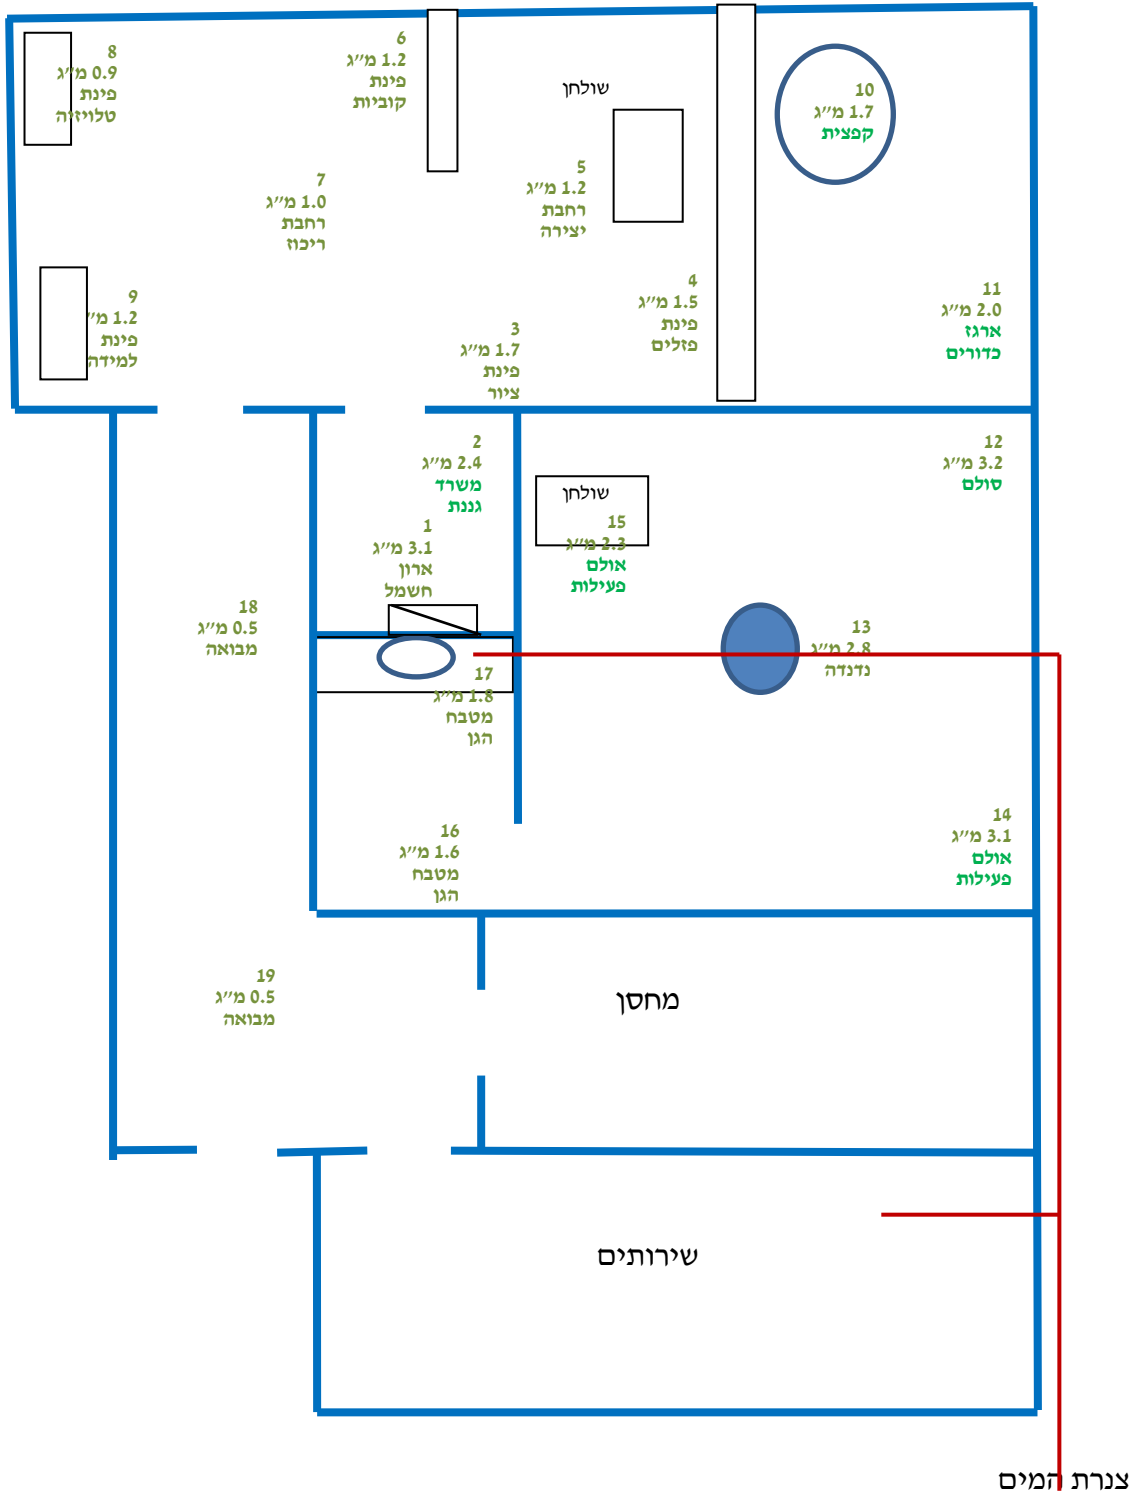 8
0.9 מ"ג
פינת
טלויזיה
6
1.2 מ"ג
פינת
קוביות
שולחן
10
1.7 מ"ג
קפצית
7
1.0 מ"ג
רחבת
ריכוז
5
1.2 מ"ג
רחבת
יצירה
4
1.5 מ"ג
פינת
פזלים
11
2.0 מ"ג
ארגז
כדורים
9
1.2 מ"
פינת
למידה
3
1.7 מ"ג
פינת
ציור
2
2.4 מ"ג
משרד
גננת
12
3.2 מ"ג
סולם
שולחן
15
2.3 מ"ג
אולם
פעילות
1
3.1 מ"ג
ארון
חשמל
18
0.5 מ"ג
מבואה
13
2.8 מ"ג
נדנדה
17
1.8 מ"ג
מטבח
הגן
16
1.6 מ"ג
מטבח
הגן
14
3.1 מ"ג
אולם
פעילות
19
0.5 מ"ג
מבואה
מחסן
שירותים
צנרת המים